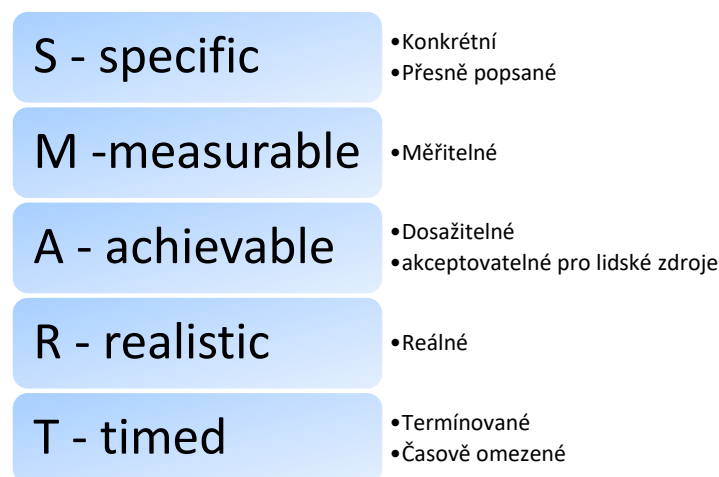 S - specific
•Konkrétní
•Přesně popsané
M -measurable
•Měřitelné
A - achievable
•Dosažitelné
•akceptovatelné pro lidské zdroje
R - realistic
•Reálné
T - timed
•Termínované
•Časově omezené